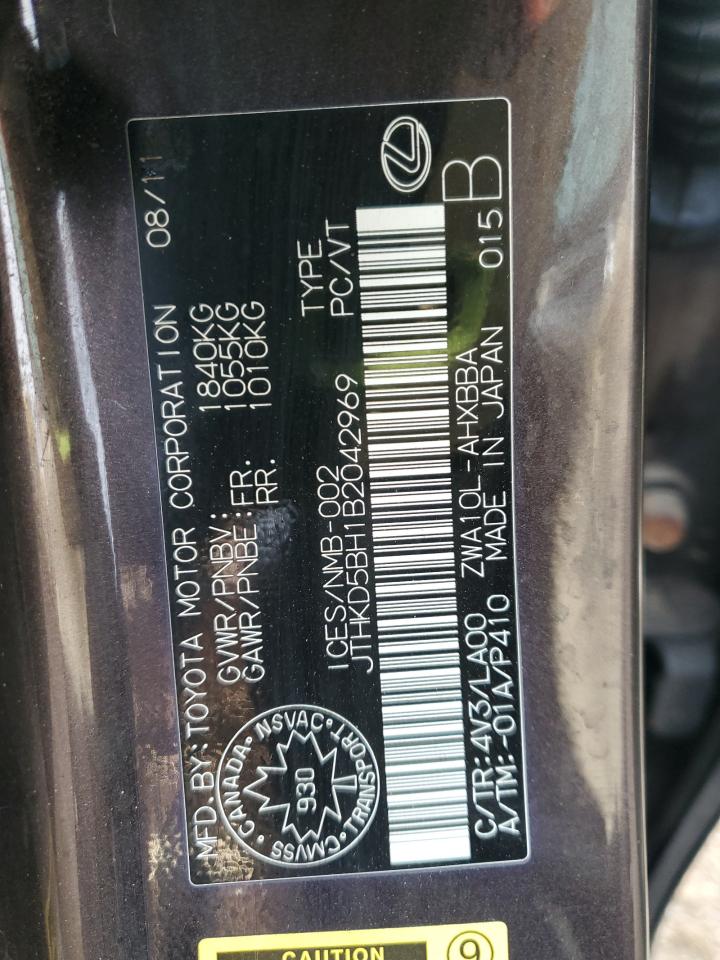 MFD. BY:TOYOTA MOTOR CORPORATION 08/11
GVWR/PNBV: 1840KG
GAWR/PNBE:FR. 1055KG
RR. 1010KG
CANADA • NSVAC • TRANSPORT • CMVSS •
930
ICES/NMB-002 TYPE
JTHKD5BH1B2042969 PC/VT
C/TR:4V3/LA00 ZWA10L-AHXBBA 015 B
A/TM:-01A/P410 MADE IN JAPAN
CAUTION 9